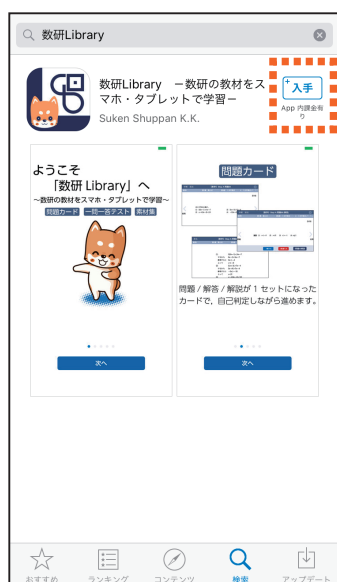 数研Library
数研Library －数研の教材をス
マホ・タブレットで学習－
Suken Shuppan K.K.
入手
App 内課金有
り
ようこそ
「数研 Library」へ
～数研の教材をスマホ・タブレットで学習～
問題カード 一問一答テスト 素材集
次へ
問題カード
問題 / 解答 / 解説が 1 セットになった
カードで，自己判定しながら進めます。
次へ
おすすめ ランキング コンテンツ 検索 アップデート